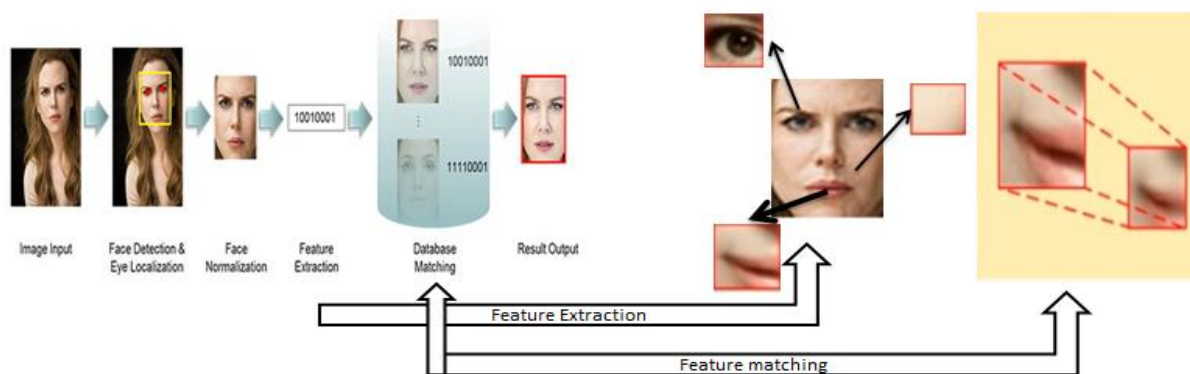 10010001
10010001
⋮
11110001
Image Input
Face Detection &
Eye Localization
Face
Normalization
Feature
Extraction
Database
Matching
Result Output
Feature Extraction
Feature matching